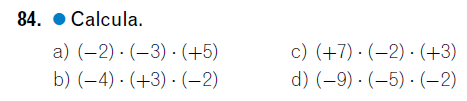 84. ● Calcula.
a) (−2) · (−3) · (+5)
c) (+7) · (−2) · (+3)
b) (−4) · (+3) · (−2)
d) (−9) · (−5) · (−2)